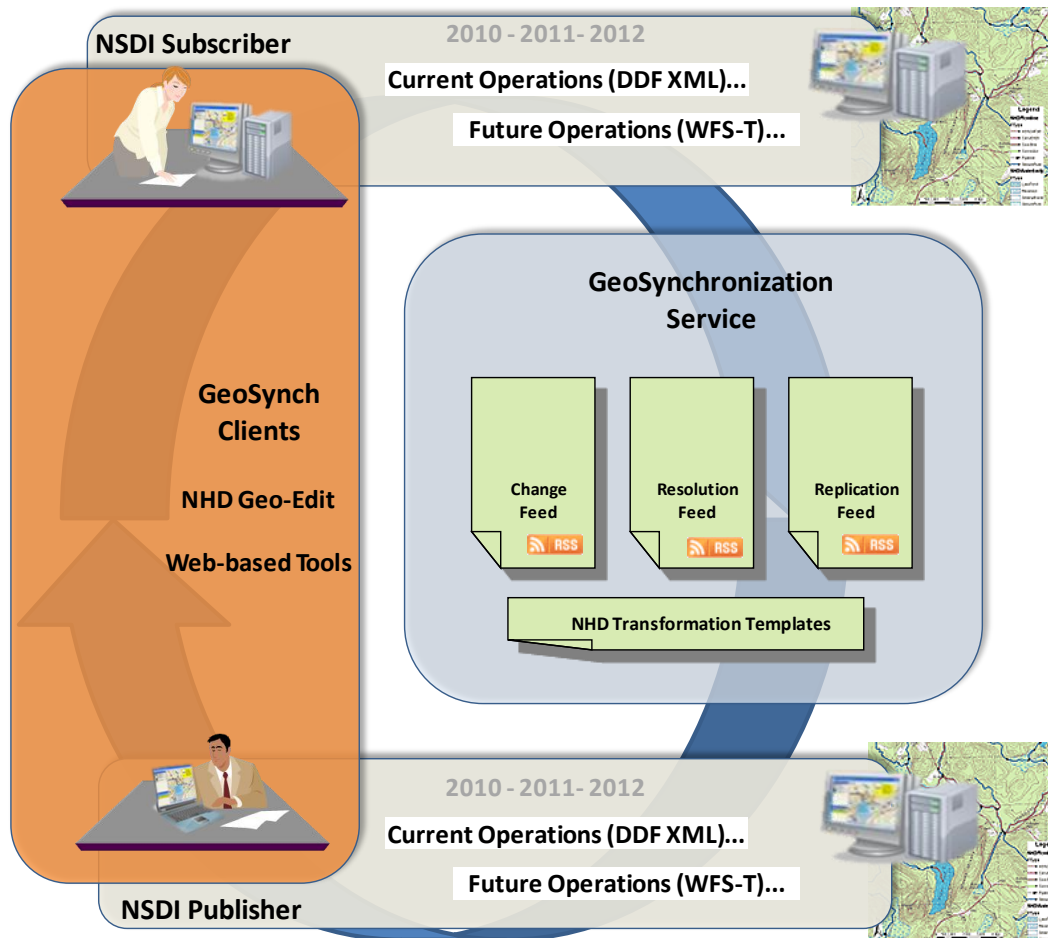 NSDI Subscriber
2010 - 2011- 2012
Current Operations (DDF XML)...
Future Operations (WFS-T)...
Legend
GeoSynchronization
Service
GeoSynch
Clients
NHD Geo-Edit
Web-based Tools
Change
Feed
RSS
Resolution
Feed
RSS
Replication
Feed
RSS
NHD Transformation Templates
2010 - 2011- 2012
Current Operations (DDF XML)...
Future Operations (WFS-T)...
NSDI Publisher